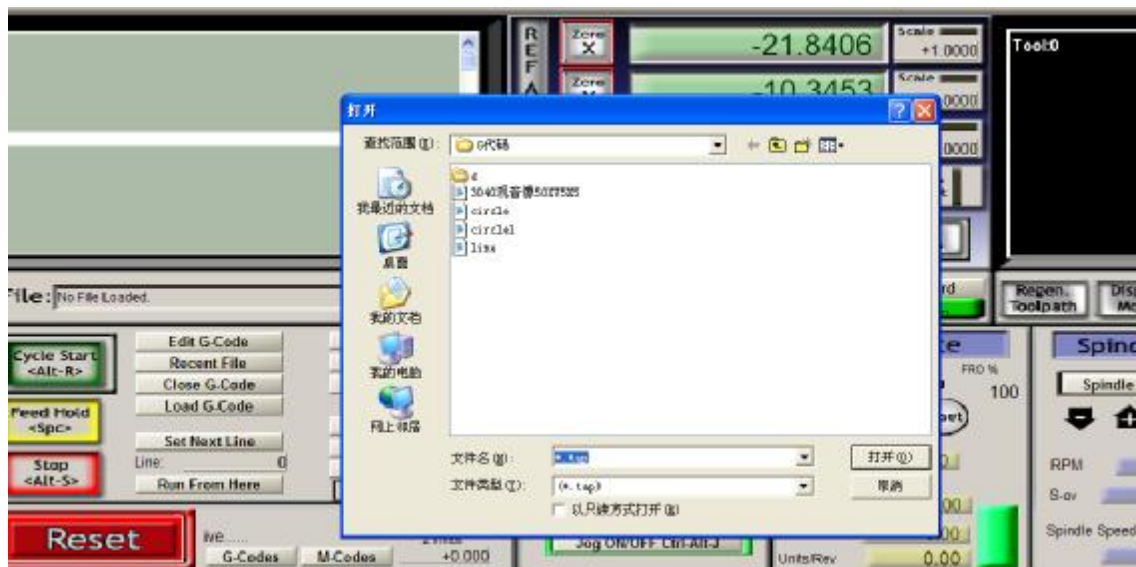 REF A
Zero X
-21.8406
Scale
+1.0000
Tool:0
Zero
-10.3453
Scale
0000
打开
查找范围(I):
G代码
0000
我最近的文档
桌面
我的文档
我的电脑
网上邻居
circle
circle1
line
File:
No File Loaded.
rd
Regen.
Toolpath
Cycle Start
<Alt-R>
Edit G-Code
Recent File
Close G-Code
Load G-Code
Feed Hold
<Spc>
Set Next Line
Line:
0
Run From Here
Stop
<Alt-S>
文件名(N):
*.tap
打开(O)
文件类型(T):
(*.tap)
取消
以只读方式打开(R)
FRO %
100
Spindle
RPM
S-ov
Spindle Speed
Reset
G-Codes
M-Codes
+0.000
Jog ON/OFF Ctrl-Alt-J
Units/Rev
0.00